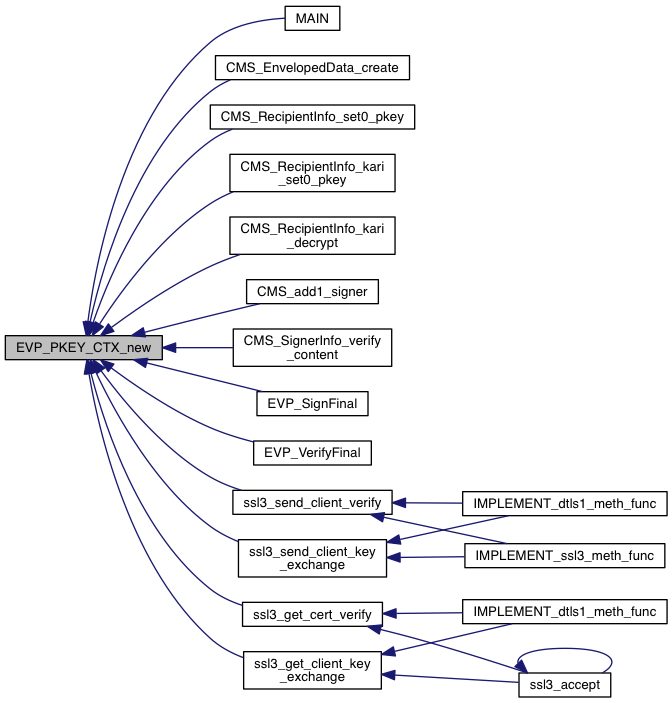 MAIN
CMS_EnvelopedData_create
CMS_RecipientInfo_set0_pkey
CMS_RecipientInfo_kari
_set0_pkey
CMS_RecipientInfo_kari
_decrypt
CMS_add1_signer
EVP_PKEY_CTX_new
CMS_SignerInfo_verify
_content
EVP_SignFinal
EVP_VerifyFinal
ssl3_send_client_verify
IMPLEMENT_dtls1_meth_func
ssl3_send_client_key
_exchange
IMPLEMENT_ssl3_meth_func
ssl3_get_cert_verify
IMPLEMENT_dtls1_meth_func
ssl3_get_client_key
_exchange
ssl3_accept